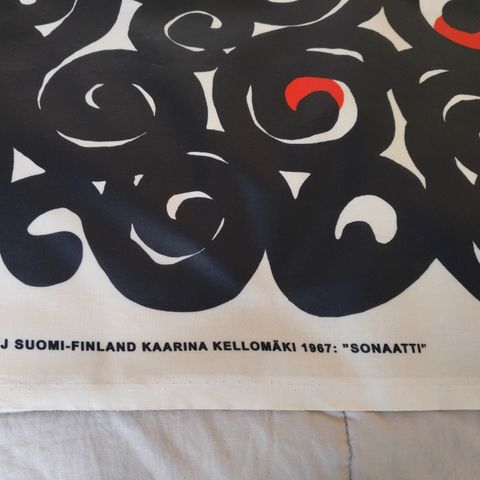 J SUOMI-FINLAND KAARINA KELLOMÄKI 1967: "SONAATTI"